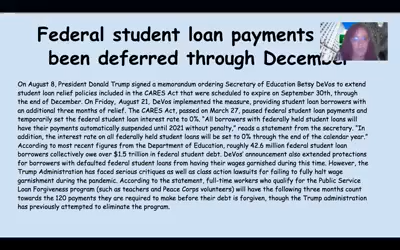 Federal student loan payments
been deferred through December
On August 8, President Donald Trump signed a memorandum ordering Secretary of Education Betsy DeVos to extend
student loan relief policies included in the CARES Act that were scheduled to expire on September 30th, through
the end of December. On Friday, August 21, DeVos implemented the measure, providing student loan borrowers with
an additional three months of relief. The CARES Act, passed on March 27, paused federal student loan payments and
temporarily set the federal student loan interest rate to 0%. "All borrowers with federally held student loans will
have their payments automatically suspended until 2021 without penalty," reads a statement from the secretary. "In
addition, the interest rate on all federally held student loans will be set to 0% through the end of the calendar year."
According to most recent figures from the Department of Education, roughly 42.6 million federal student loan
borrowers collectively owe over $1.5 trillion in federal student debt. DeVos' announcement also extended protections
for borrowers with defaulted federal student loans from having their wages garnished during this time. However, the
Trump Administration has faced serious critiques as well as class action lawsuits for failing to fully halt wage
garnishment during the pandemic. According to the statement, full-time workers who qualify for the Public Service
Loan Forgiveness program (such as teachers and Peace Corps volunteers) will have the following three months count
towards the 120 payments they are required to make before their debt is forgiven, though the Trump administration
has previously attempted to eliminate the program.